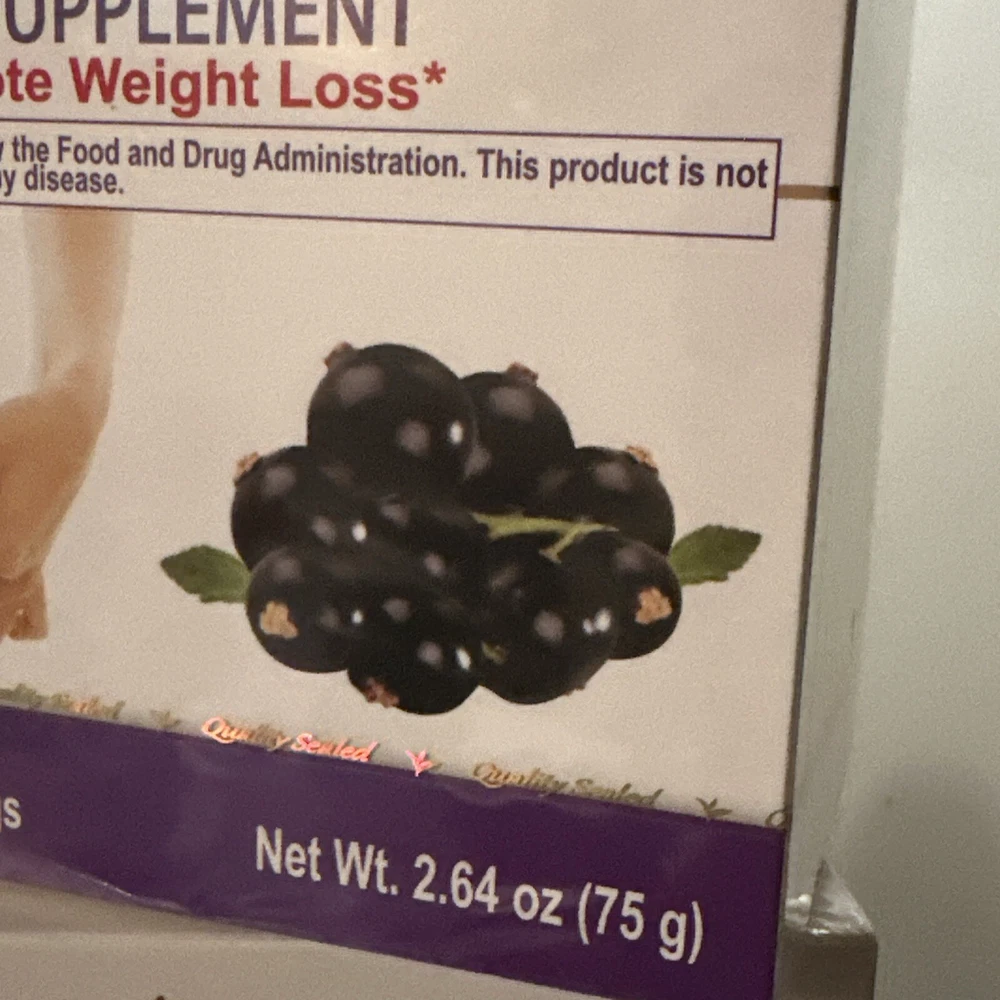 UPPLEMENT
ote Weight Loss*
the Food and Drug Administration. This product is not
y disease.
Quality Sealed Quality Sealed Quality Sealed
gs
Net Wt. 2.64 oz (75 g)